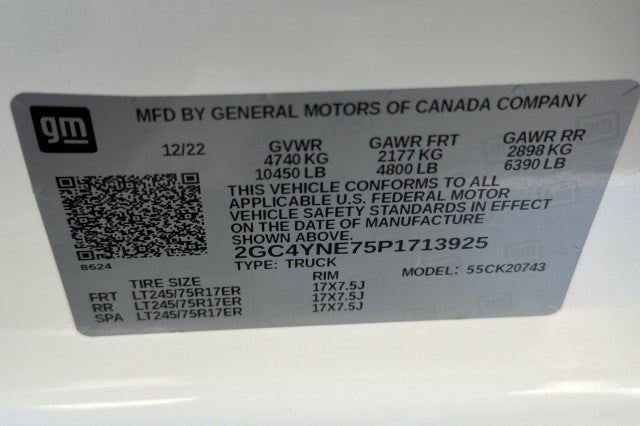 gm
MFD BY GENERAL MOTORS OF CANADA COMPANY
12/22 GVWR GAWR FRT GAWR RR
4740 KG 2177 KG 2898 KG
10450 LB 4800 LB 6390 LB
THIS VEHICLE CONFORMS TO ALL
APPLICABLE U.S. FEDERAL MOTOR
VEHICLE SAFETY STANDARDS IN EFFECT
ON THE DATE OF MANUFACTURE
SHOWN ABOVE.
2GC4YNE75P1713925
8624
TYPE: TRUCK MODEL: 55CK20743
TIRE SIZE RIM
FRT LT245/75R17ER 17X7.5J
RR LT245/75R17ER 17X7.5J
SPA LT245/75R17ER 17X7.5J